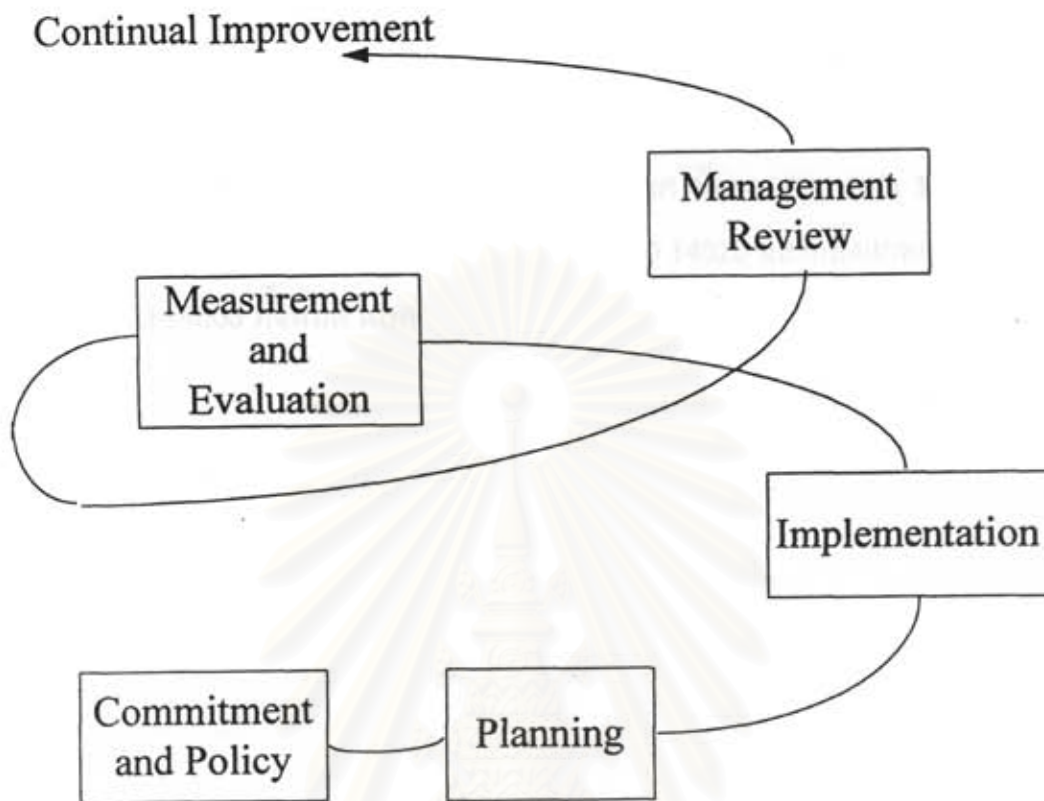 Continual Improvement
Management
Review
Measurement
and
Evaluation
Implementation
Commitment
and Policy
Planning